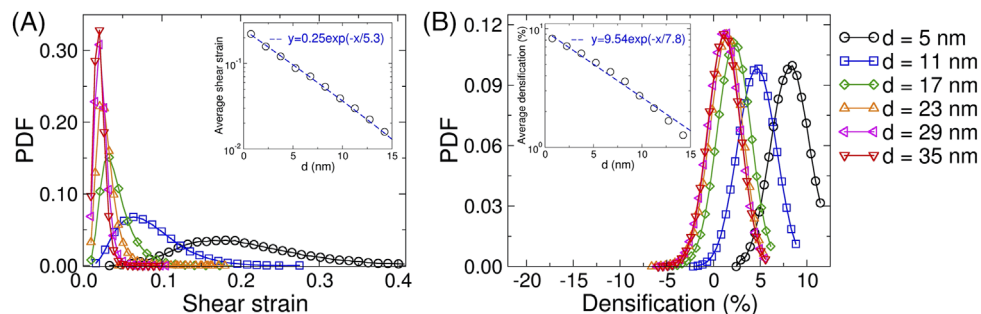 (A)
PDF
0.30
0.20
0.10
0.00
0.0 0.1 0.2 0.3 0.4
Shear strain
y=0.25exp(-x/5.3)
Average shear strain
10^-1
10^-2
0 5 10 15
d (nm)
(B)
PDF
0.12
0.09
0.06
0.03
0.00
-20 -15 -10 -5 0 5 10
Densification (%)
y=9.54exp(-x/7.8)
Average densification (%)
10^1
10^0
0 5 10 15
d (nm)
d = 5 nm
d = 11 nm
d = 17 nm
d = 23 nm
d = 29 nm
d = 35 nm